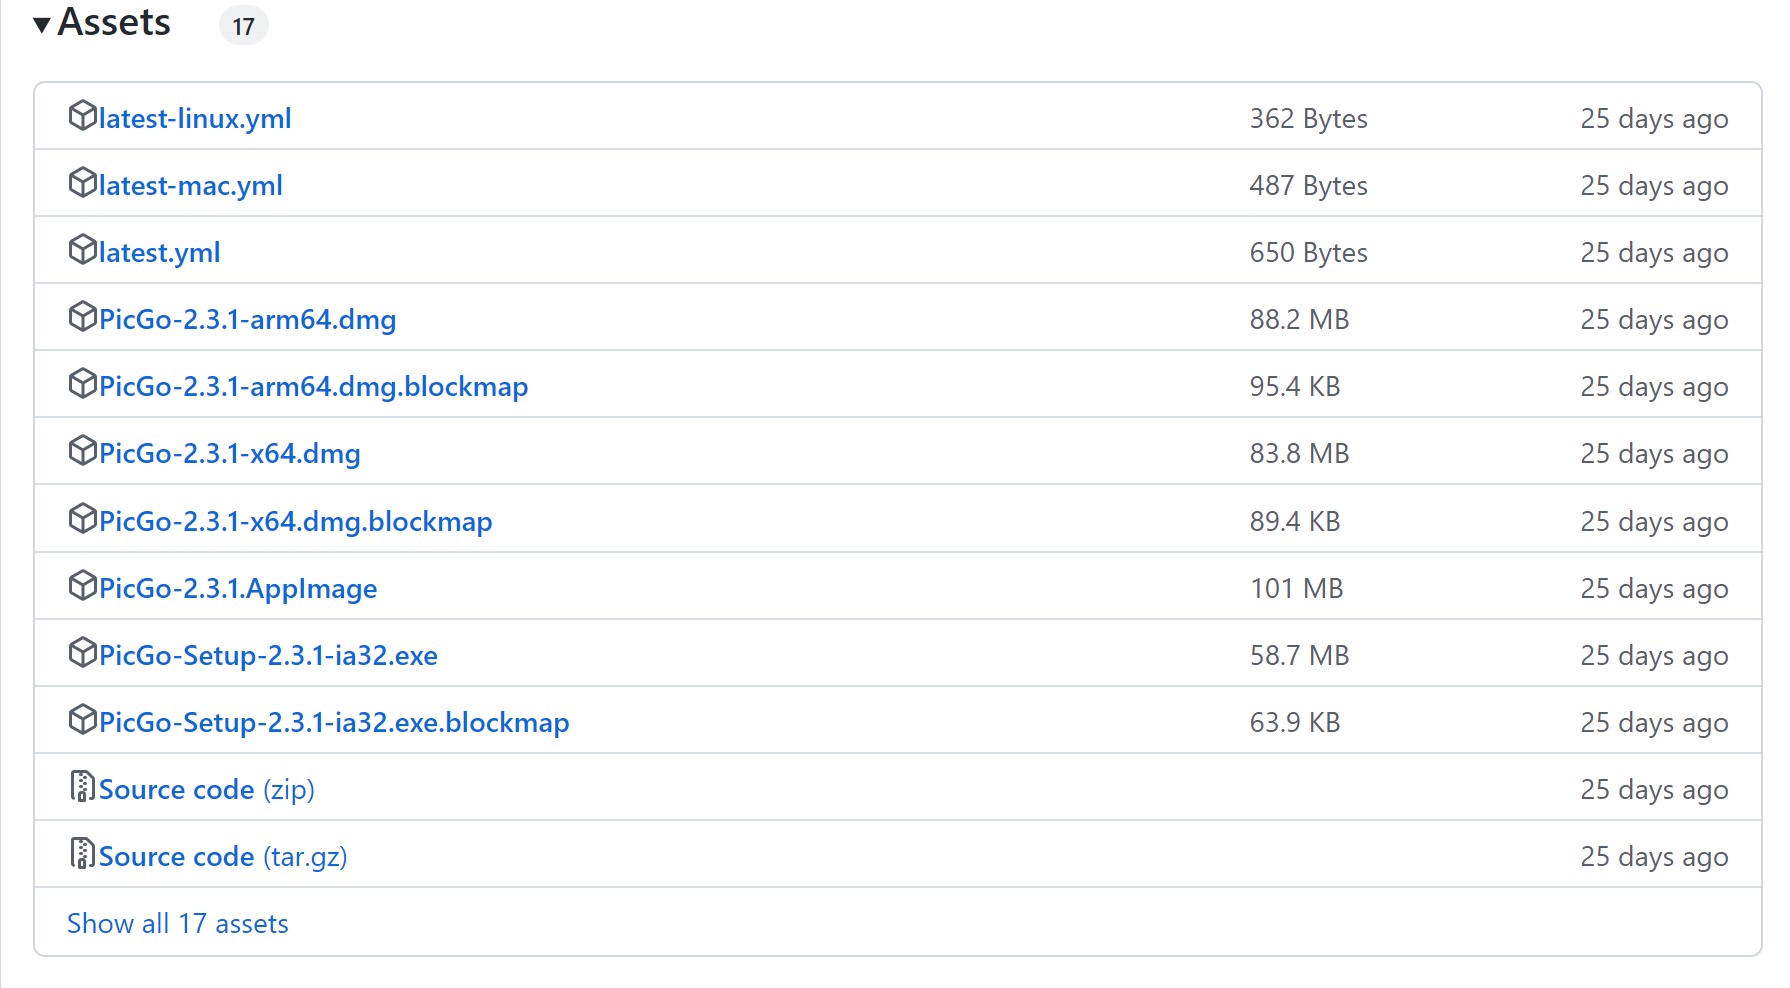 Assets 17
latest-linux.yml 362 Bytes 25 days ago
latest-mac.yml 487 Bytes 25 days ago
latest.yml 650 Bytes 25 days ago
PicGo-2.3.1-arm64.dmg 88.2 MB 25 days ago
PicGo-2.3.1-arm64.dmg.blockmap 95.4 KB 25 days ago
PicGo-2.3.1-x64.dmg 83.8 MB 25 days ago
PicGo-2.3.1-x64.dmg.blockmap 89.4 KB 25 days ago
PicGo-2.3.1.AppImage 101 MB 25 days ago
PicGo-Setup-2.3.1-ia32.exe 58.7 MB 25 days ago
PicGo-Setup-2.3.1-ia32.exe.blockmap 63.9 KB 25 days ago
Source code (zip) 25 days ago
Source code (tar.gz) 25 days ago
Show all 17 assets